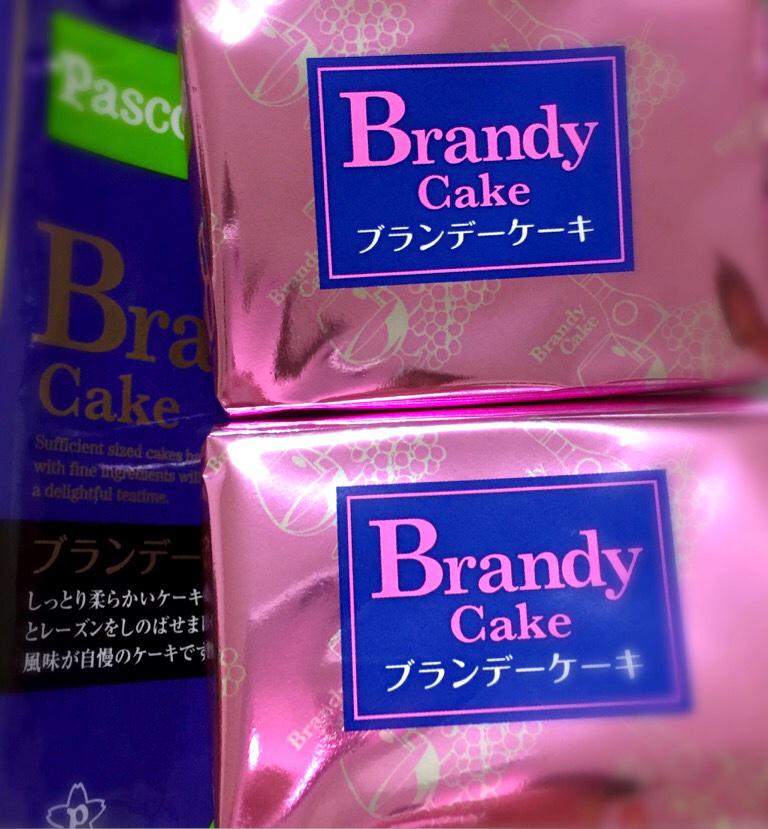 Pasco
Bra
Cake
Sufficient sized cakes
with fine ingredients
a delightful teatime.
ブランデー
しっとり柔らかいケーキ
とレーズンをしのばせま
風味が自慢のケーキです
P
Brandy
Cake
ブランデーケーキ
Brandy
Cake
Brandy
Cake
ブランデーケーキ